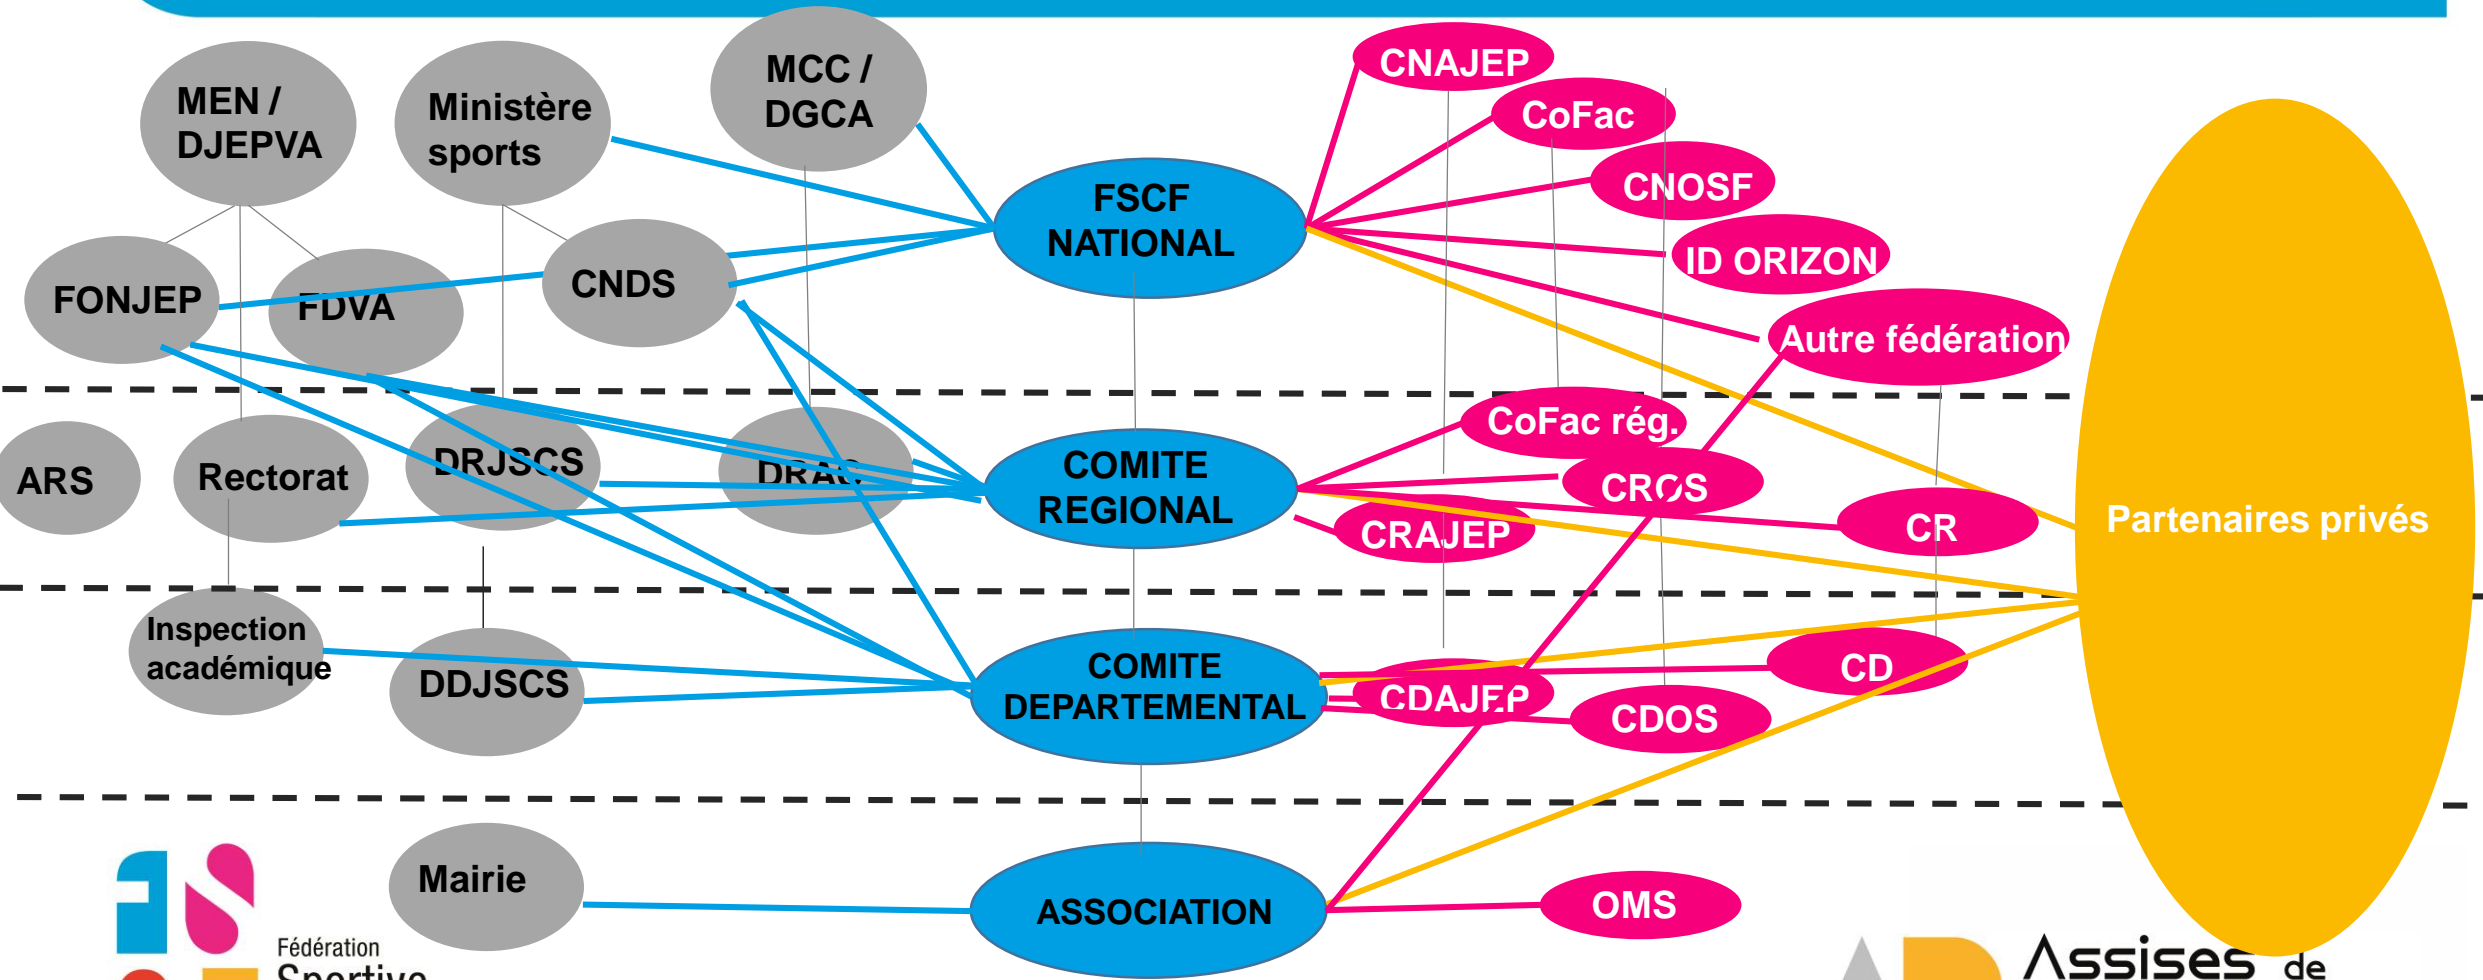 MEN /
DJEPVA
Ministère
sports
MCC /
DGCA
CNAJEP
CoFac
CNOSF
ID ORIZON
Autre fédération
FSCF
NATIONAL
FONJEP
FDVA
CNDS
Partenaires privés
ARS
Rectorat
DRJSCS
DRAC
COMITE
REGIONAL
CoFac rég.
CROS
CRAJEP
CR
Inspection
académique
DDJSCS
COMITE
DEPARTEMENTAL
CDAJEP
CD
CDOS
Mairie
ASSOCIATION
OMS
Fédération
Sportive
Assises de